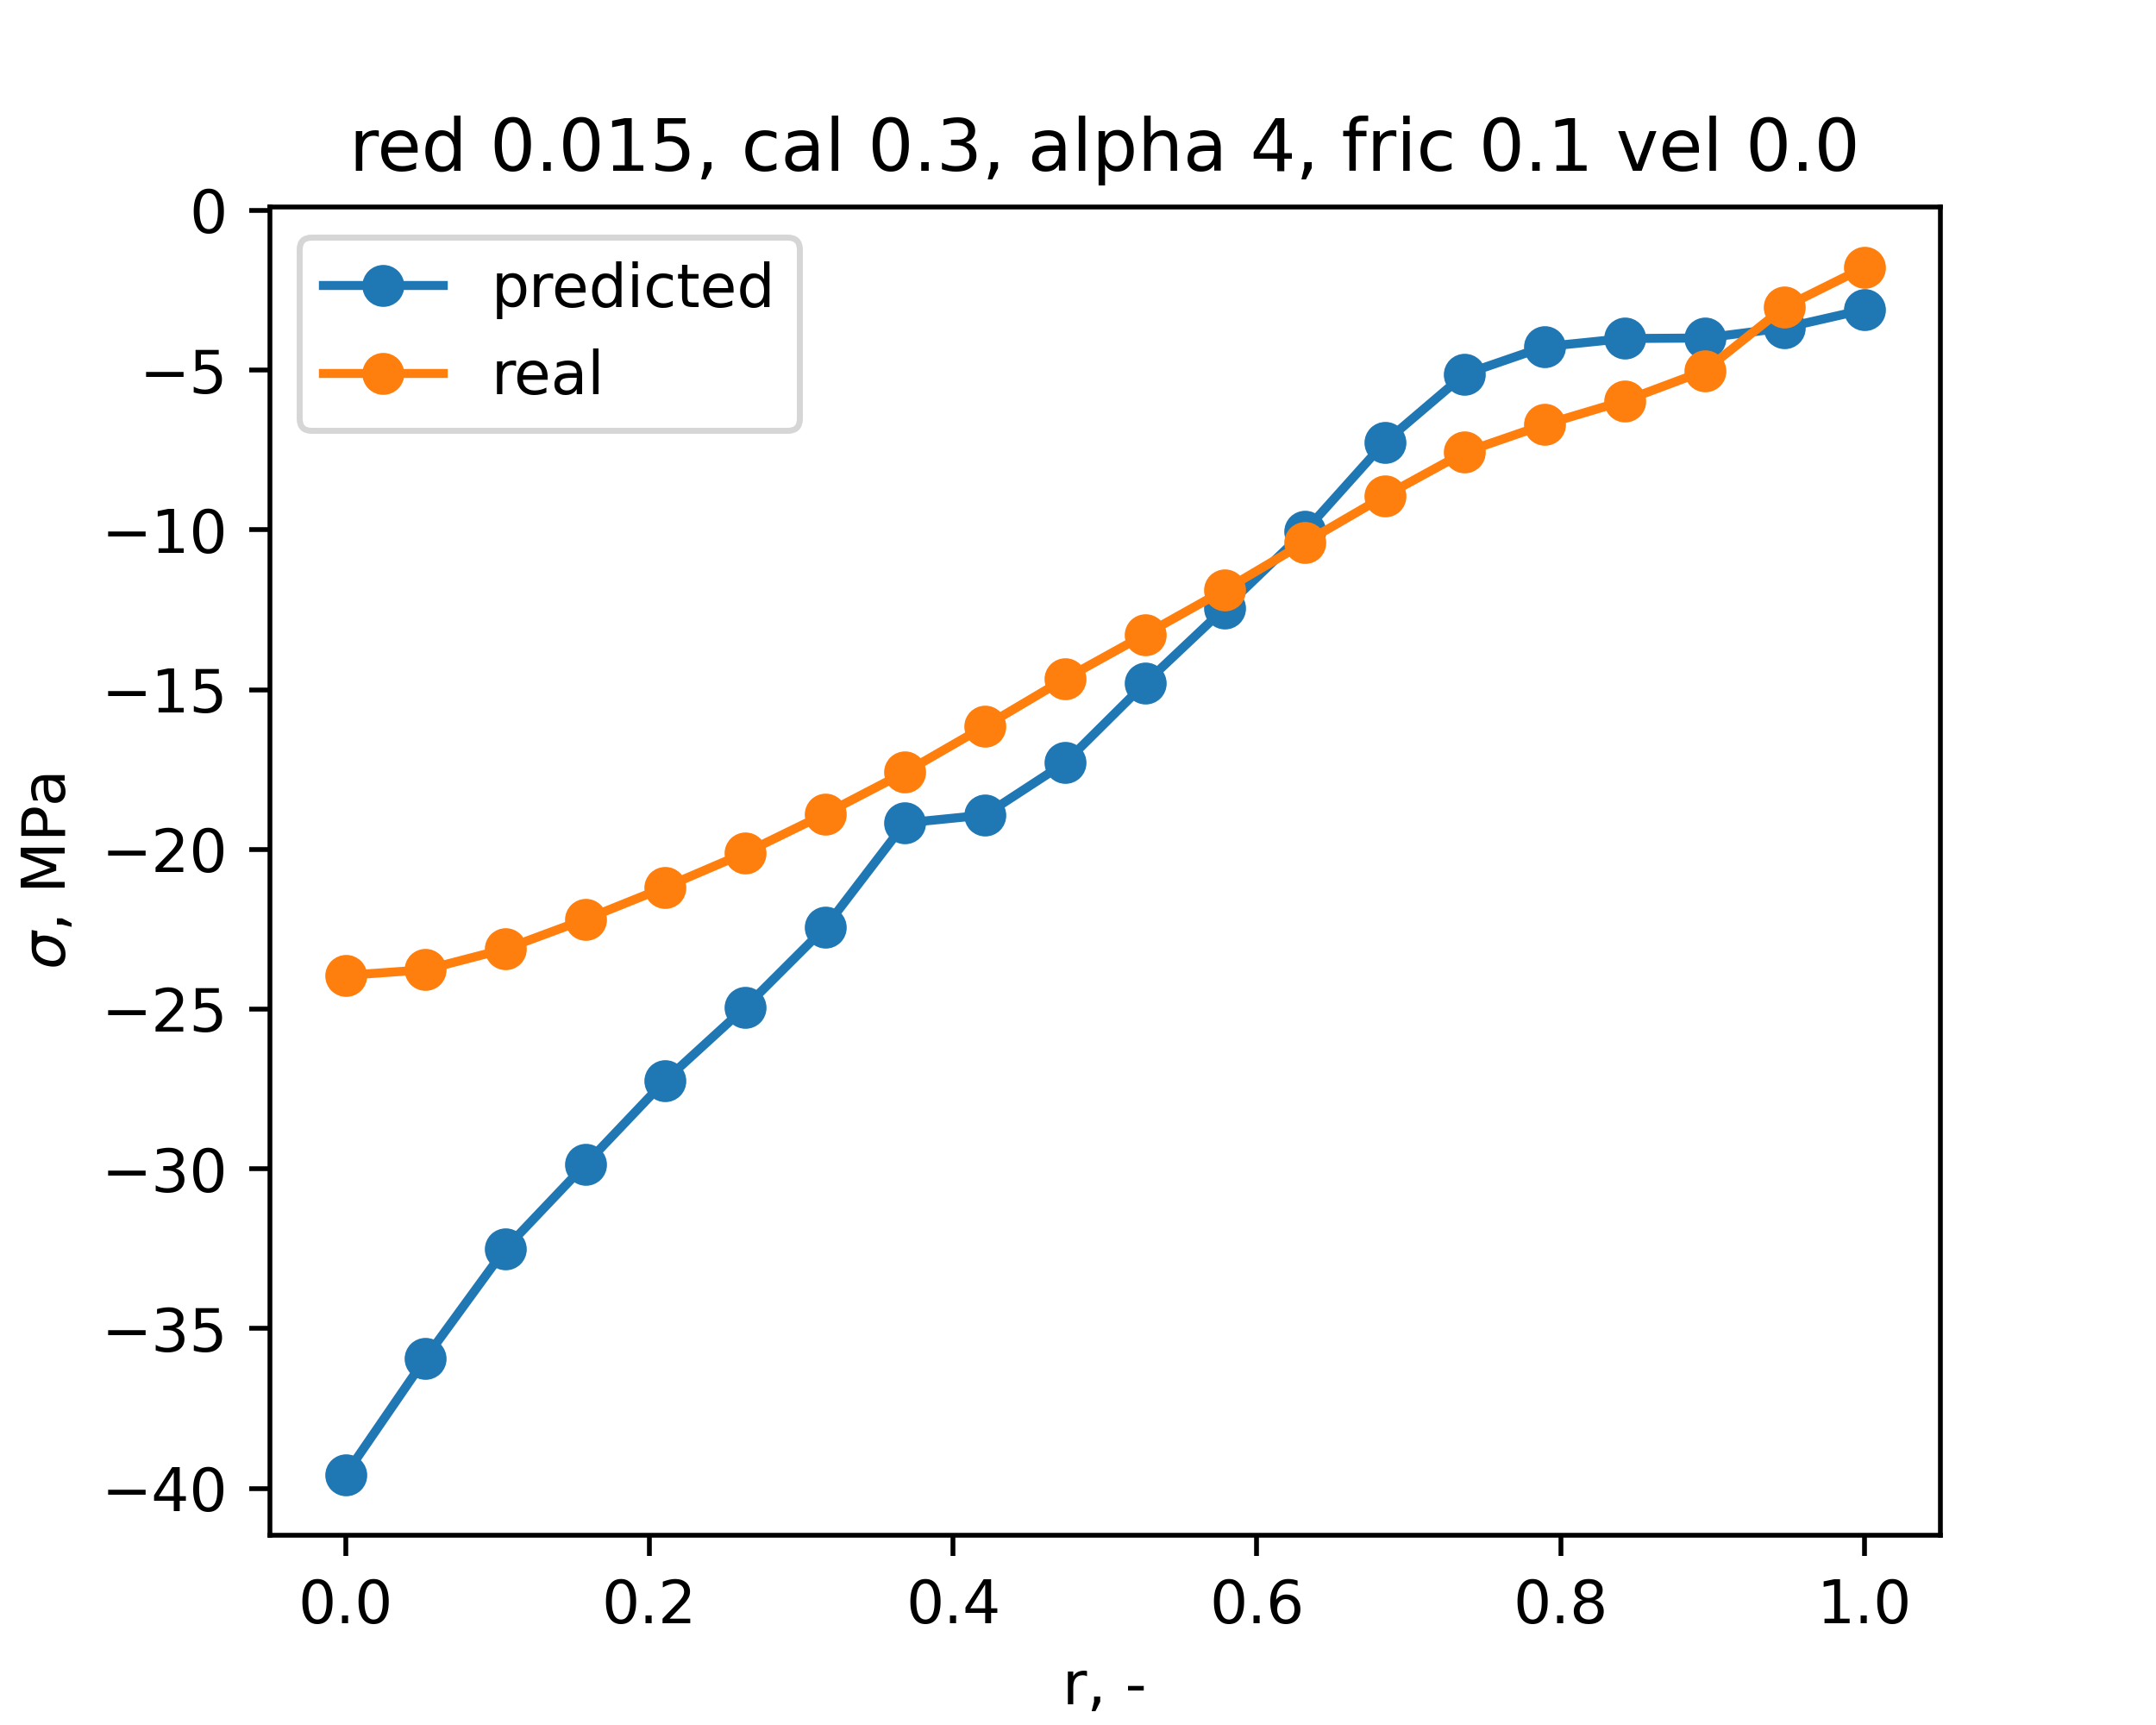 red 0.015, cal 0.3, alpha 4, fric 0.1 vel 0.0
predicted
real
0
−5
−10
−15
−20
−25
−30
−35
−40
σ, MPa
0.0 0.2 0.4 0.6 0.8 1.0
r, -